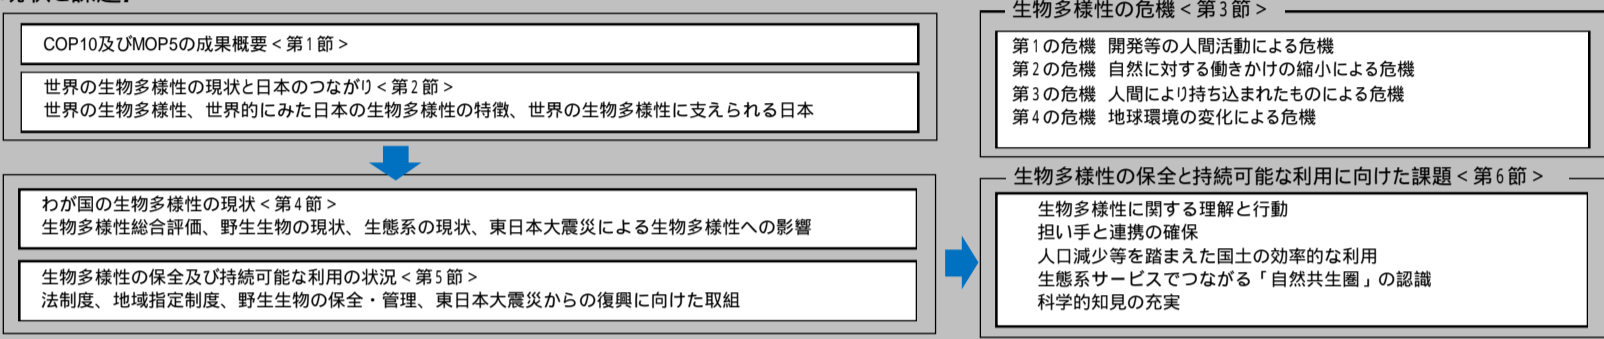 COP10及びMOP5の成果概要<第1節>
世界の生物多様性の現状と日本のつながり<第2節>
世界の生物多様性、世界的にみた日本の生物多様性の特徴、世界の生物多様性に支えられる日本
わが国の生物多様性の現状<第4節>
生物多様性総合評価、野生生物の現状、生態系の現状、東日本大震災による生物多様性への影響
生物多様性の保全及び持続可能な利用の状況<第5節>
法制度、地域指定制度、野生生物の保全・管理、東日本大震災からの復興に向けた取組
生物多様性の危機<第3節>
第1の危機 開発等の人間活動による危機
第2の危機 自然に対する働きかけの縮小による危機
第3の危機 人間により持ち込まれたものによる危機
第4の危機 地球環境の変化による危機
生物多様性の保全と持続可能な利用に向けた課題<第6節>
生物多様性に関する理解と行動
担い手と連携の確保
人口減少等を踏まえた国土の効率的な利用
生態系サービスでつながる「自然共生圏」の認識
科学的知見の充実